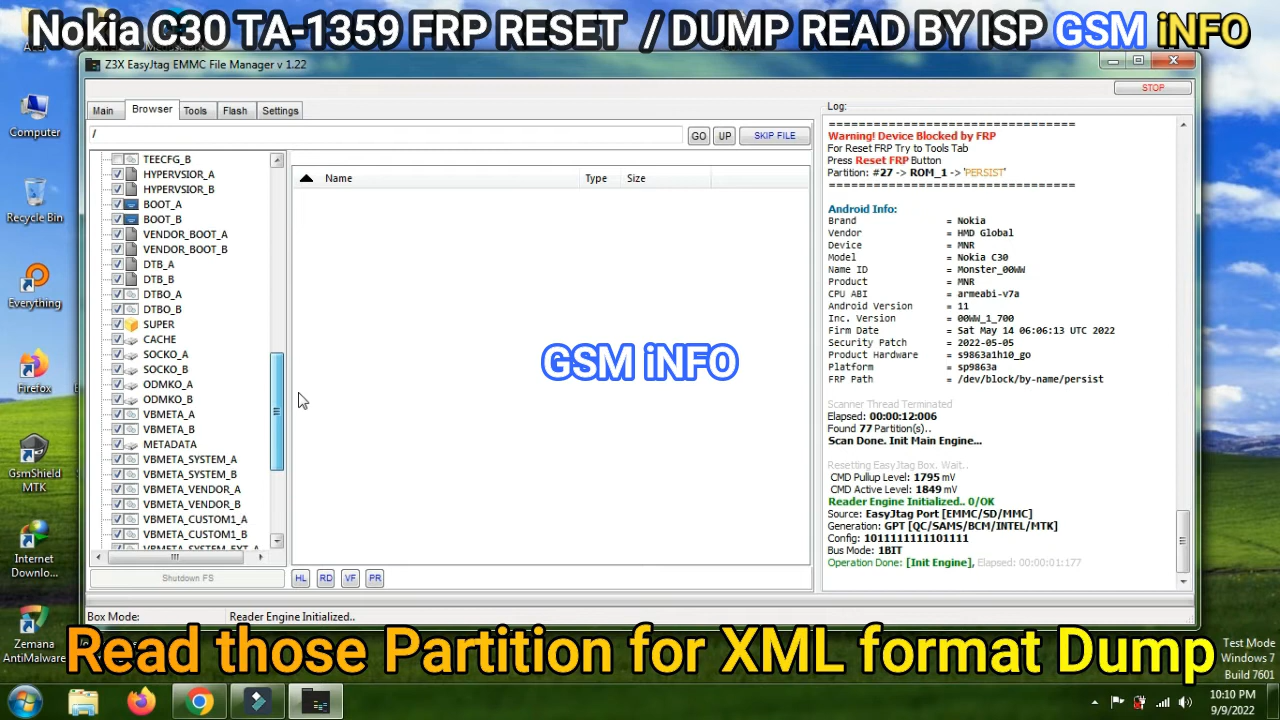 Nokia C30 TA-1359 FRP RESET / DUMP READ BY ISP GSM iNFO
Z3X EasyJtag EMMC File Manager v 1.22
STOP
Main Browser Tools Flash Settings
Log:
/
GO UP SKIP FILE
Name Type Size
TEECFG_B
HYPERVSIOR_A
HYPERVSIOR_B
BOOT_A
BOOT_B
VENDOR_BOOT_A
VENDOR_BOOT_B
DTB_A
DTB_B
DTBO_A
DTBO_B
SUPER
CACHE
SOCKO_A
SOCKO_B
ODMKO_A
ODMKO_B
VBMETA_A
VBMETA_B
METADATA
VBMETA_SYSTEM_A
VBMETA_SYSTEM_B
VBMETA_VENDOR_A
VBMETA_VENDOR_B
VBMETA_CUSTOM1_A
VBMETA_CUSTOM1_B
VBMETA_SYSTEM_EXT_A
Shutdown FS
HL RD VF PR
GSM iNFO
================================
Warning! Device Blocked by FRP
For Reset FRP Try to Tools Tab
Press Reset FRP Button
Partition: #27 -> ROM_1 -> 'PERSIST'
================================
Android Info:
Brand = Nokia
Vendor = HMD Global
Device = MNR
Model = Nokia C30
Name ID = Monster_00WW
Product = MNR
CPU ABI = armeabi-v7a
Android Version = 11
Inc. Version = 00WW_1_700
Firm Date = Sat May 14 06:06:13 UTC 2022
Security Patch = 2022-05-05
Product Hardware = s9863a1h10_go
Platform = sp9863a
FRP Path = /dev/block/by-name/persist
Scanner Thread Terminated
Elapsed: 00:00:12:006
Found 77 Partition(s)..
Scan Done. Init Main Engine...
Resetting EasyJtag Box. Wait..
CMD Pullup Level: 1795 mV
CMD Active Level: 1849 mV
Reader Engine Initialized.. 0/OK
Source: EasyJtag Port [EMMC/SD/MMC]
Generation: GPT [QC/SAMS/BCM/INTEL/MTK]
Config: 1011111111101111
Bus Mode: 1BIT
Operation Done: [Init Engine], Elapsed: 00:00:01:177
Box Mode: Reader Engine Initialized..
Computer
Recycle Bin
Everything
Firefox
GsmShield
MTK
Internet
Downlo...
Zemana
AntiMalware
Read those Partition for XML format Dump
Test Mode
Windows 7
Build 7601
10:10 PM
9/9/2022